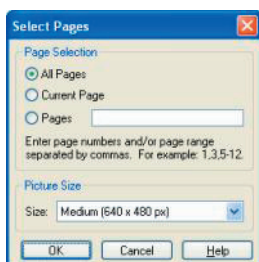 Select Pages
Page Selection
All Pages
Current Page
Pages
Enter page numbers and/or page range
separated by commas. For example: 1,3,5-12
Picture Size
Size: Medium (640 x 480 px)
OK Cancel Help